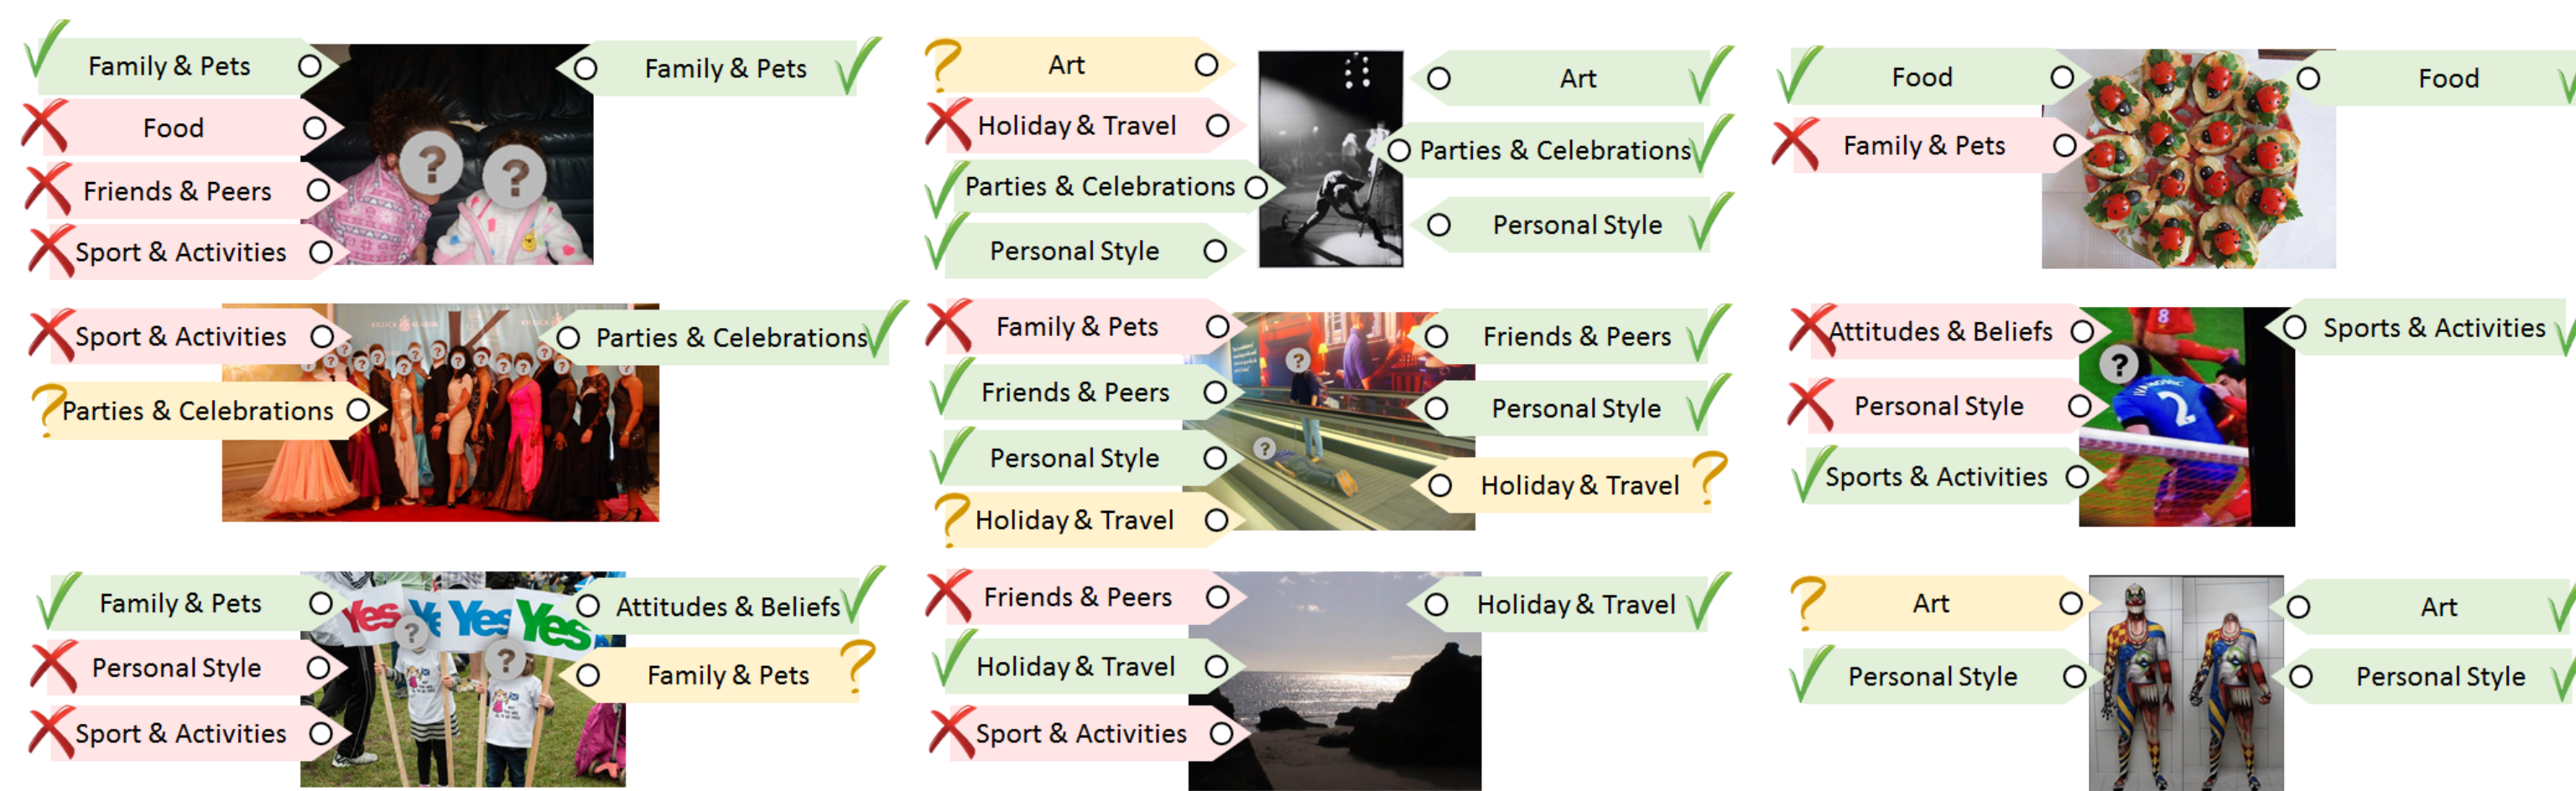 Family & Pets
Food
Friends & Peers
Sport & Activities
Family & Pets
Art
Holiday & Travel
Parties & Celebrations
Personal Style
Art
Parties & Celebrations
Personal Style
Food
Family & Pets
Food
Sport & Activities
Parties & Celebrations
Parties & Celebrations
Family & Pets
Friends & Peers
Personal Style
Holiday & Travel
Friends & Peers
Personal Style
Holiday & Travel
Attitudes & Beliefs
Personal Style
Sports & Activities
8
IVANOVIC
2
Sports & Activities
Family & Pets
Personal Style
Sport & Activities
Yes
Ye
Yes
Yes
Attitudes & Beliefs
Family & Pets
Friends & Peers
Holiday & Travel
Sport & Activities
Holiday & Travel
Art
Personal Style
Art
Personal Style